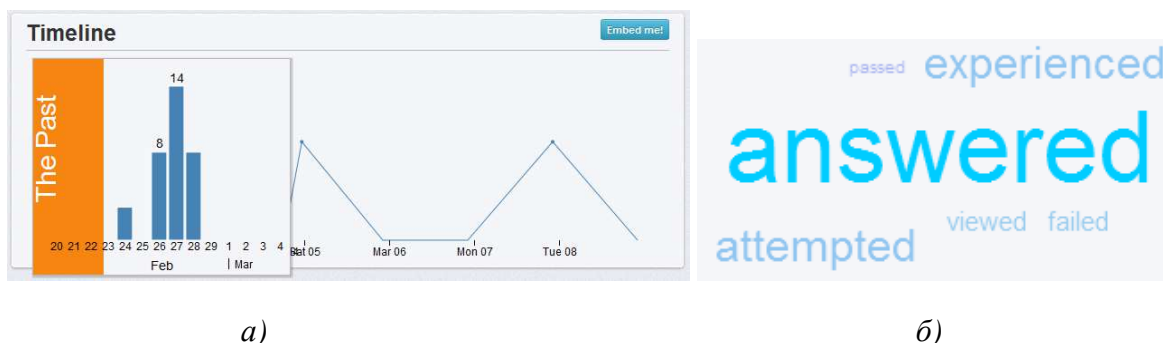 Timeline
Embed me!
The Past
14
8
20 21 22 23 24 25 26 27 28 29 1 2 3 4
Feb | Mar
Sat 05 Mar 06 Mon 07 Tue 08
passed experienced
answered
viewed failed
attempted
а) б)